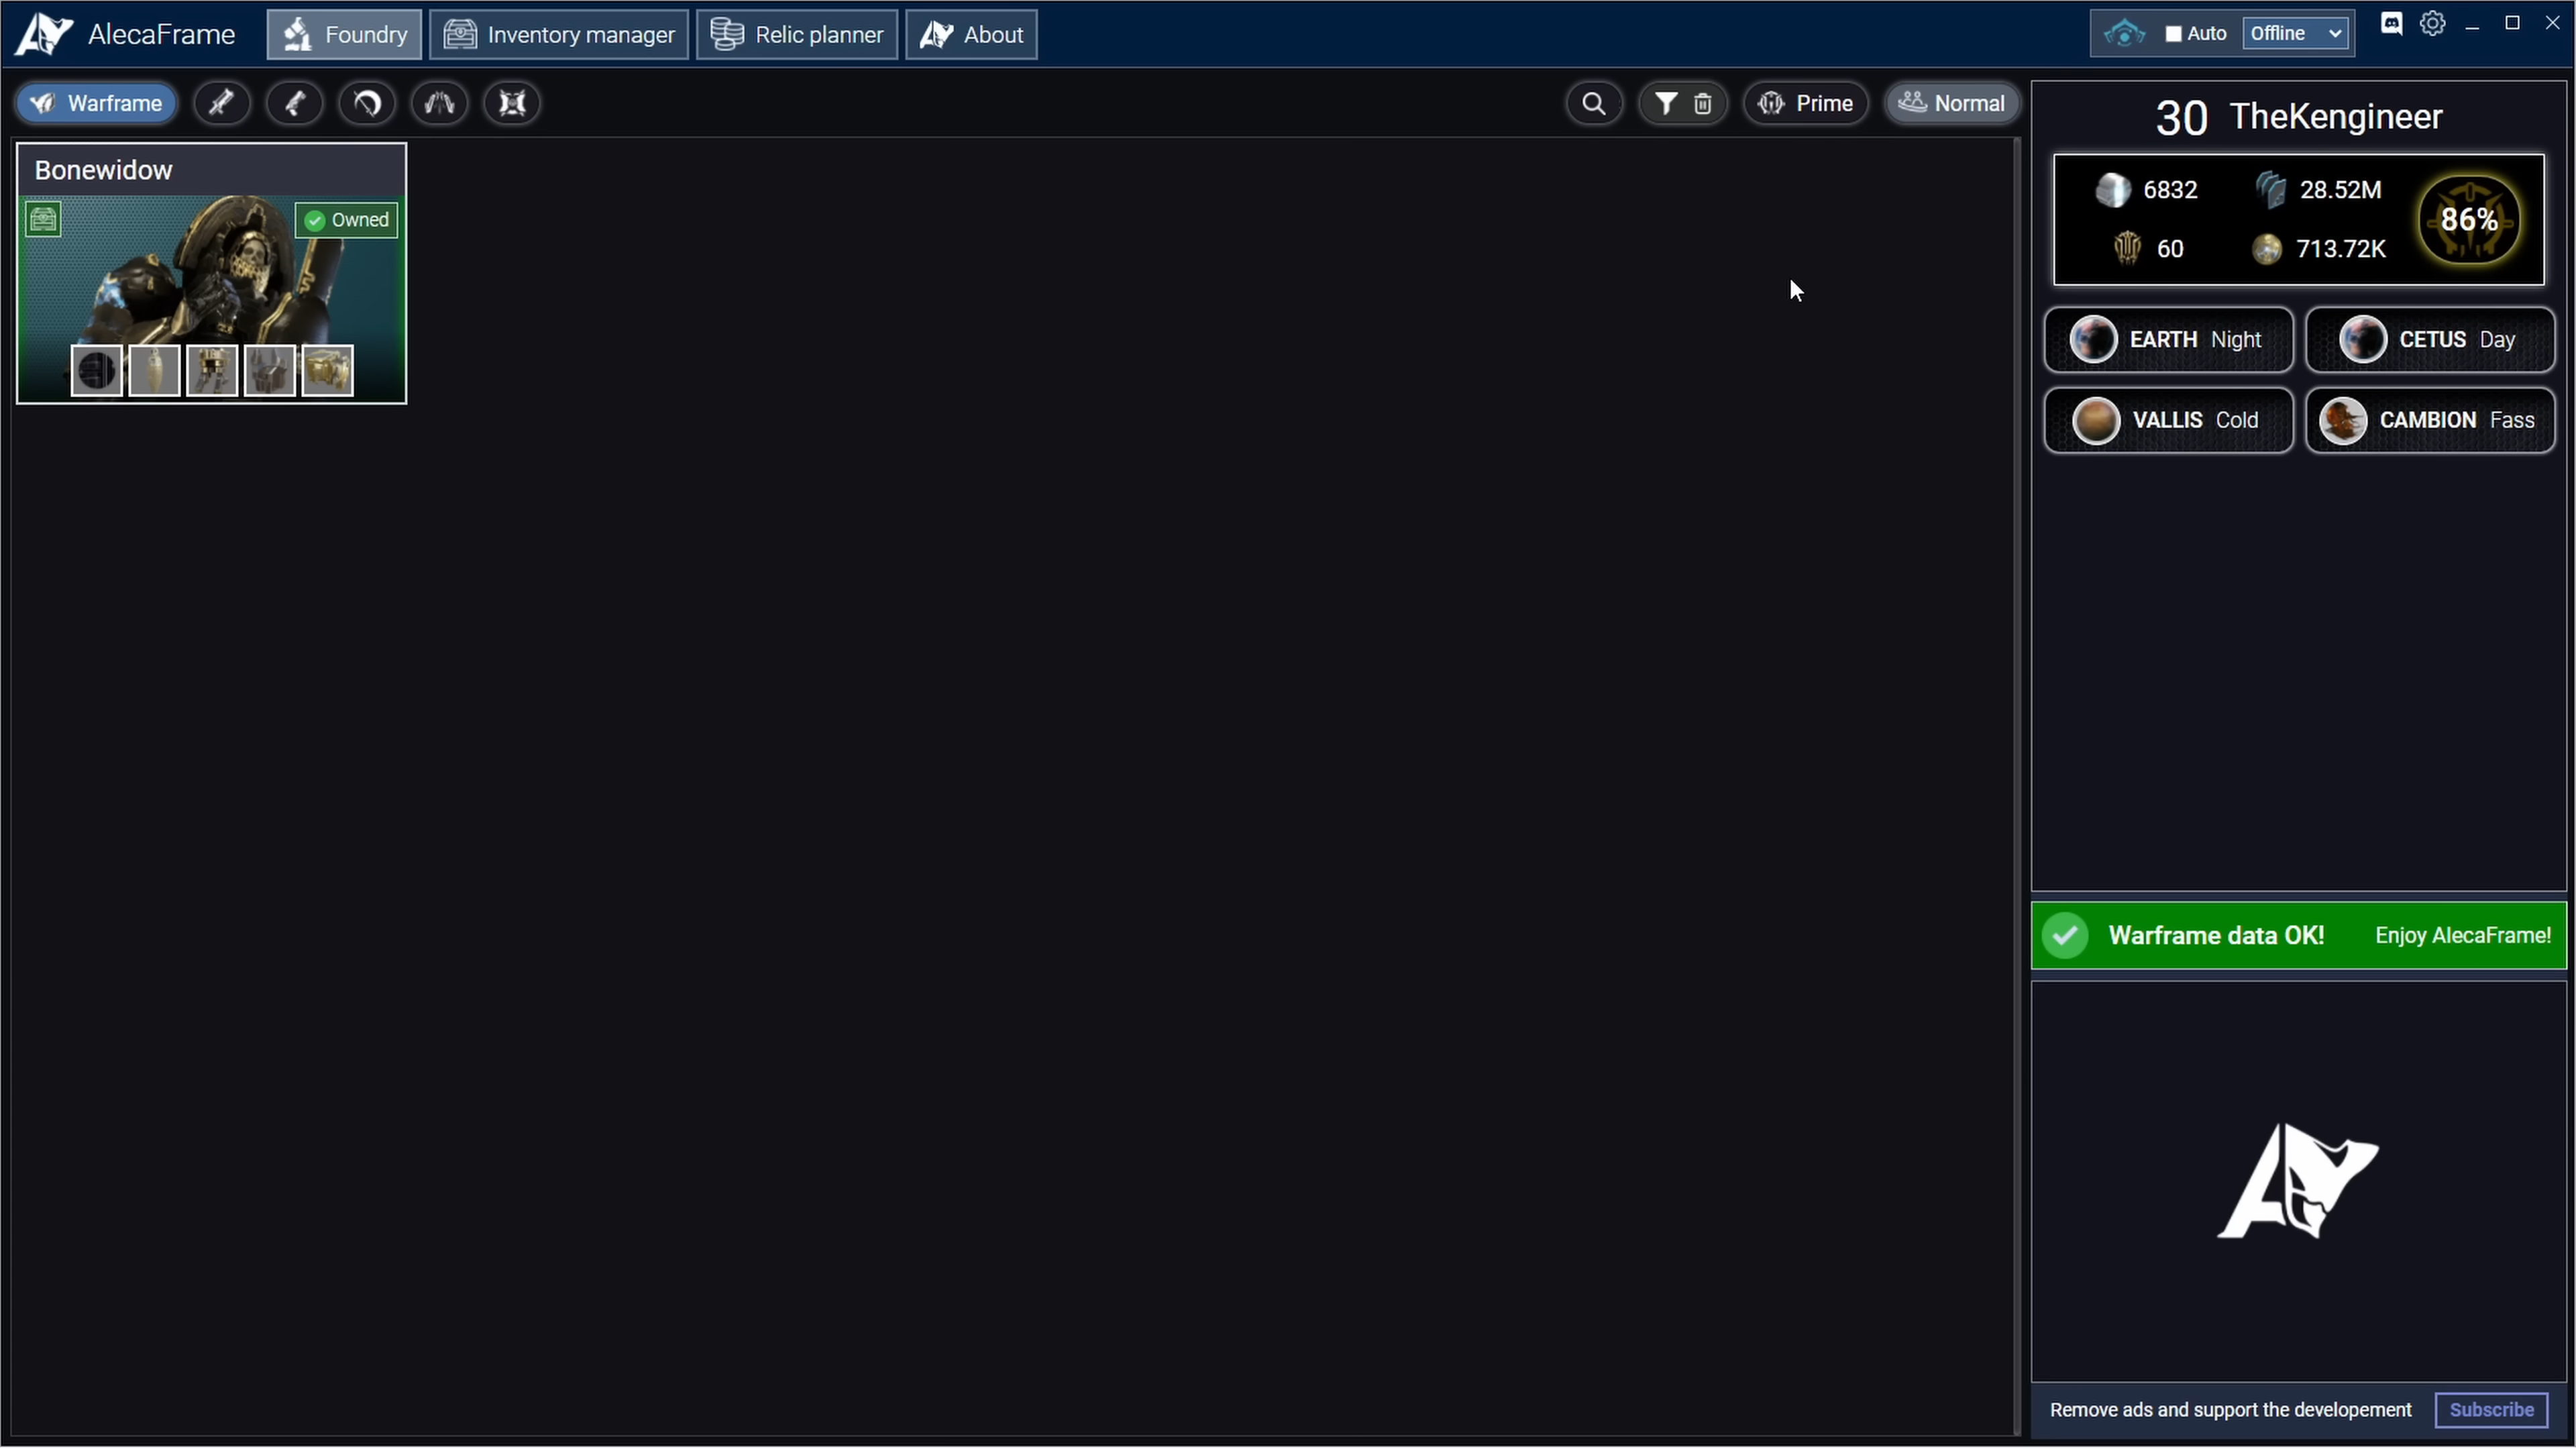 AlecaFrame Foundry Inventory manager Relic planner About Auto Offline
Warframe Prime Normal
Bonewidow
Owned
30 TheKengineer
6832 28.52M
86%
60 713.72K
EARTH Night CETUS Day
VALLIS Cold CAMBION Fass
Warframe data OK! Enjoy AlecaFrame!
Remove ads and support the developement Subscribe